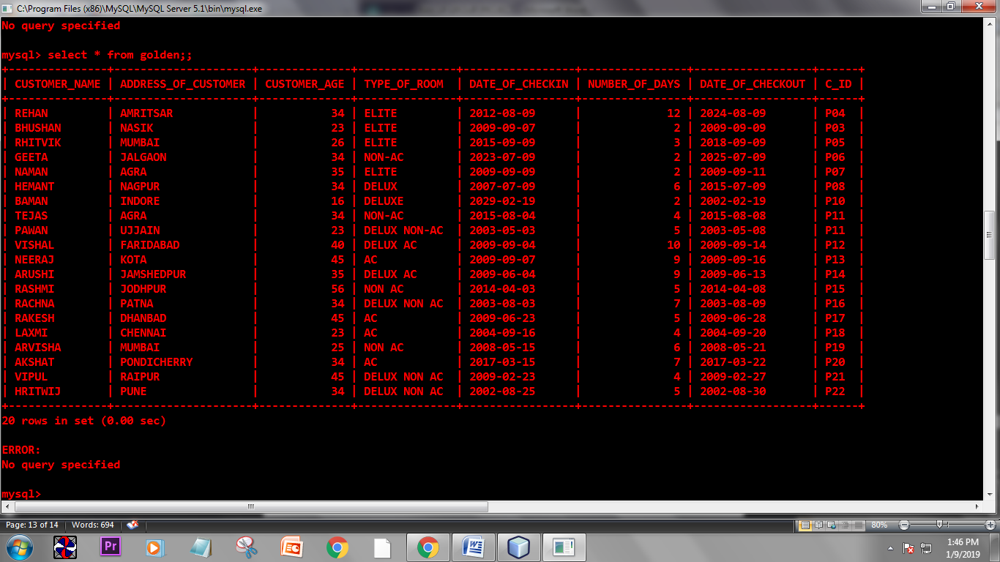 C:\Program Files (x86)\MySQL\MySQL Server 5.1\bin\mysql.exe
No query specified
mysql> select * from golden;;
+----------------+----------------------+--------------+---------------+-----------------+----------------+------------------+------+
| CUSTOMER_NAME | ADDRESS_OF_CUSTOMER | CUSTOMER_AGE | TYPE_OF_ROOM | DATE_OF_CHECKIN | NUMBER_OF_DAYS | DATE_OF_CHECKOUT | C_ID |
+----------------+----------------------+--------------+---------------+-----------------+----------------+------------------+------+
| REHAN | AMRITSAR | 34 | ELITE | 2012-08-09 | 12 | 2024-08-09 | P04 |
| BHUSHAN | NASIK | 23 | ELITE | 2009-09-07 | 2 | 2009-09-09 | P03 |
| RHITVIK | MUMBAI | 26 | ELITE | 2015-09-09 | 3 | 2018-09-09 | P05 |
| GEETA | JALGAON | 34 | NON-AC | 2023-07-09 | 2 | 2025-07-09 | P06 |
| NAMAN | AGRA | 35 | ELITE | 2009-09-09 | 2 | 2009-09-11 | P07 |
| HEMANT | NAGPUR | 34 | DELUX | 2007-07-09 | 6 | 2015-07-09 | P08 |
| BAMAN | INDORE | 16 | DELUXE | 2029-02-19 | 2 | 2002-02-19 | P10 |
| TEJAS | AGRA | 34 | NON-AC | 2015-08-04 | 4 | 2015-08-08 | P11 |
| PAWAN | UJJAIN | 23 | DELUX NON-AC | 2003-05-03 | 5 | 2003-05-08 | P11 |
| VISHAL | FARIDABAD | 40 | DELUX AC | 2009-09-04 | 10 | 2009-09-14 | P12 |
| NEERAJ | KOTA | 45 | AC | 2009-09-07 | 9 | 2009-09-16 | P13 |
| ARUSHI | JAMSHEDPUR | 35 | DELUX AC | 2009-06-04 | 9 | 2009-06-13 | P14 |
| RASHMI | JODHPUR | 56 | NON AC | 2014-04-03 | 5 | 2014-04-08 | P15 |
| RACHNA | PATNA | 34 | DELUX NON AC | 2003-08-03 | 7 | 2003-08-09 | P16 |
| RAKESH | DHANBAD | 45 | AC | 2009-06-23 | 5 | 2009-06-28 | P17 |
| LAXMI | CHENNAI | 23 | AC | 2004-09-16 | 4 | 2004-09-20 | P18 |
| ARVISHA | MUMBAI | 25 | NON AC | 2008-05-15 | 6 | 2008-05-21 | P19 |
| AKSHAT | PONDICHERRY | 34 | AC | 2017-03-15 | 7 | 2017-03-22 | P20 |
| VIPUL | RAIPUR | 45 | DELUX NON AC | 2009-02-23 | 4 | 2009-02-27 | P21 |
| HRITWIJ | PUNE | 34 | DELUX NON AC | 2002-08-25 | 5 | 2002-08-30 | P22 |
+----------------+----------------------+--------------+---------------+-----------------+----------------+------------------+------+
20 rows in set (0.00 sec)
ERROR:
No query specified
mysql>
Page: 13 of 14 Words: 694 80%
Pr
1:46 PM
1/9/2019